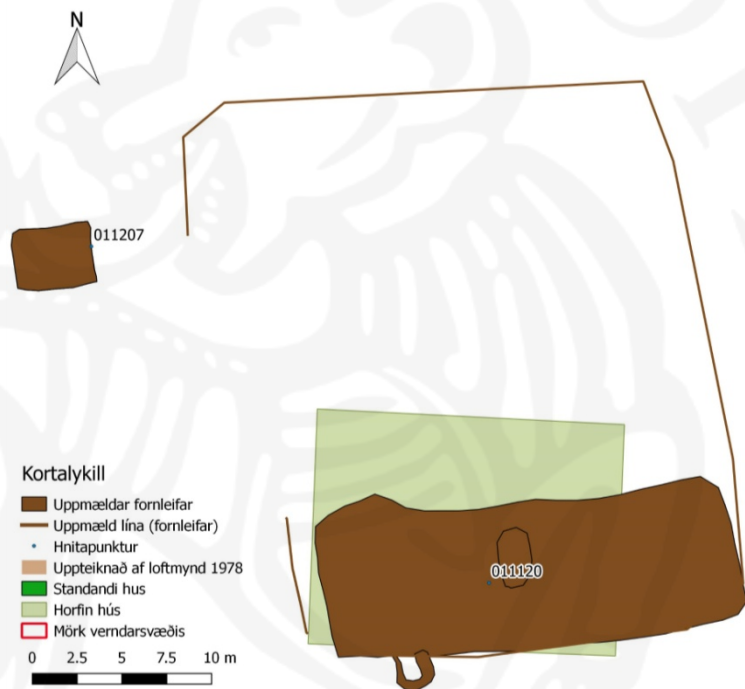 N
011207
Kortalykill
Uppmældar fornleifar
Uppmæld lína (fornleifar)
Hnitapunktur
Uppteiknað af loftmynd 1978
Standandi hus
Horfin hús
Mörk verndarsvæðis
011120
0 2.5 5 7.5 10 m